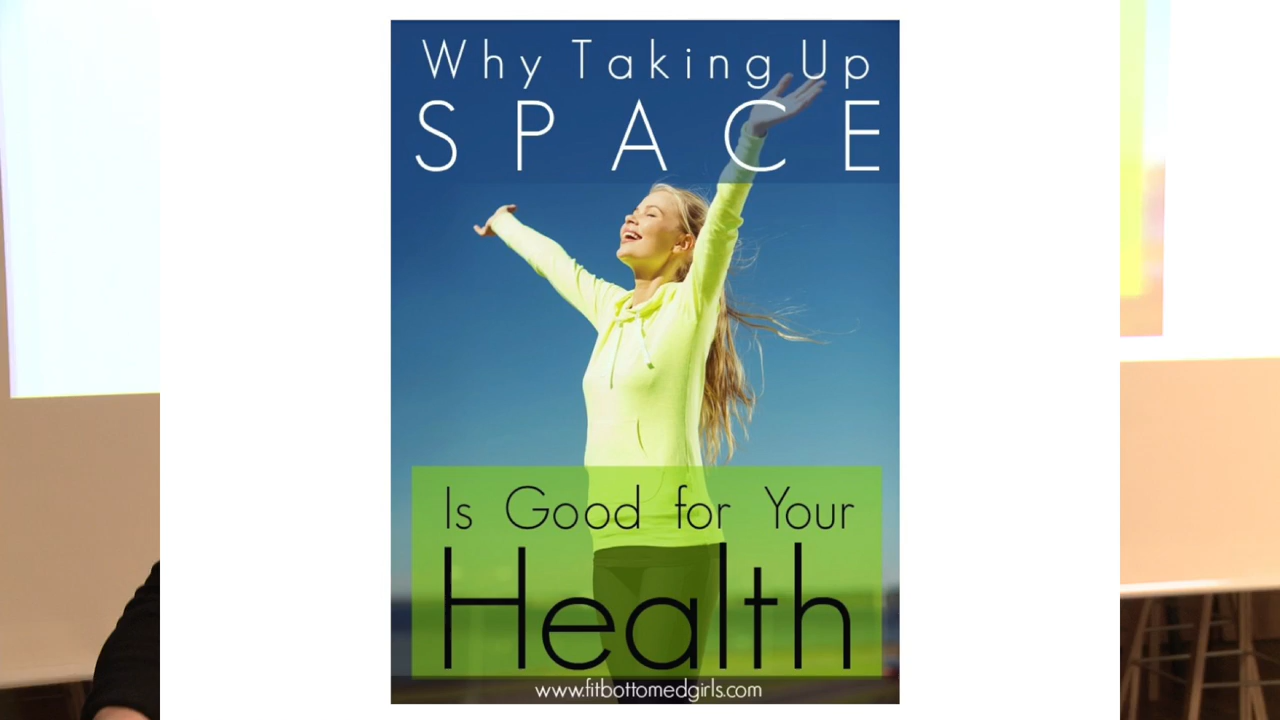 Why Taking Up
SPACE
Is Good for Your
Health
www.fitbottomedgirls.com